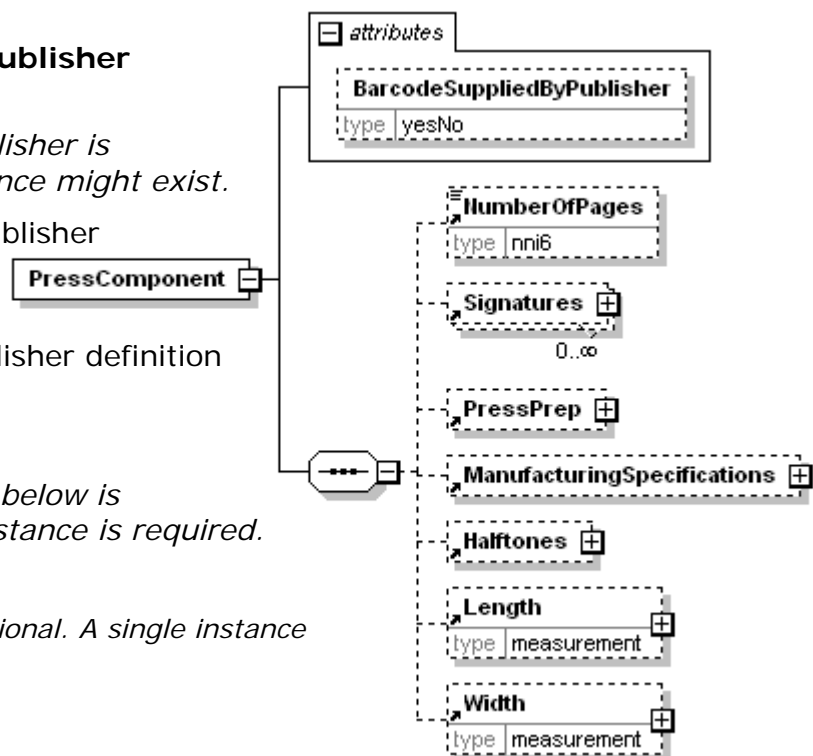 ublisher
lisher is
nce might exist.
blisher
lisher definition
below is
stance is required.
ional. A single instance
attributes
BarcodeSuppliedByPublisher
type yesNo
PressComponent
NumberOfPages
type nni6
Signatures
0..∞
PressPrep
ManufacturingSpecifications
Halftones
Length
type measurement
Width
type measurement